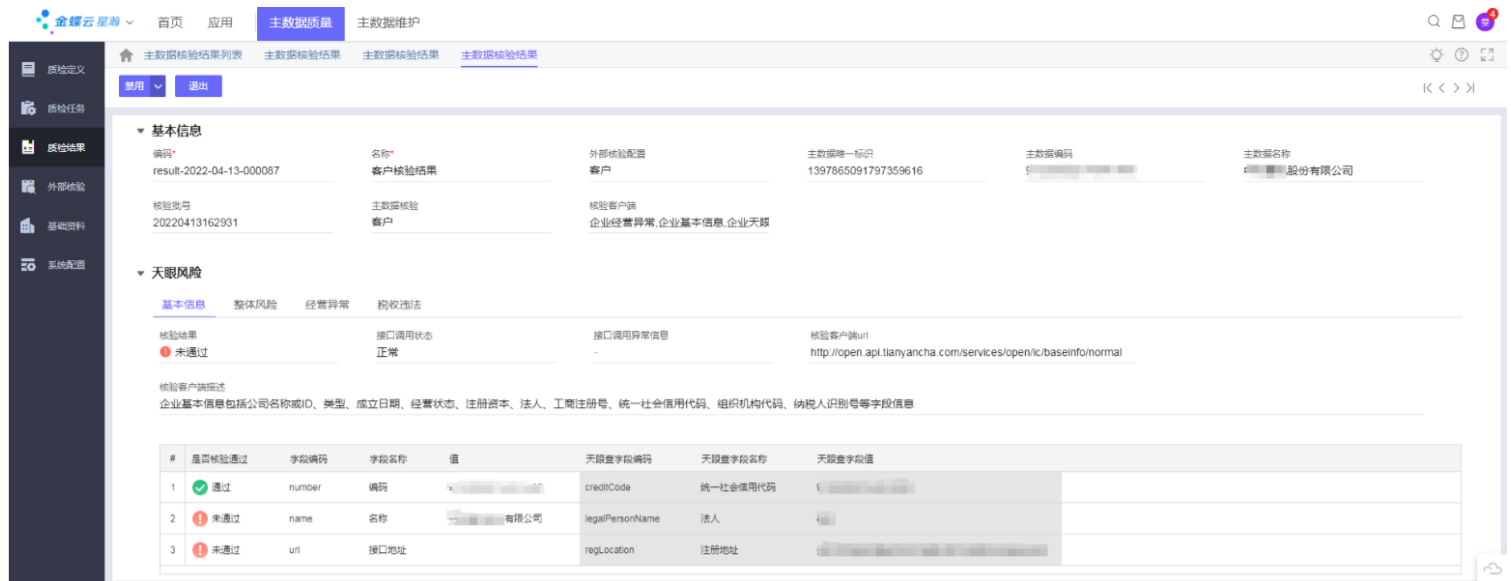 金蝶云 星瀚 首页 应用 主数据质量 主数据维护 4
主数据核验结果列表 主数据核验结果 主数据核验结果 主数据核验结果
质检定义
质检任务
质检结果
外部核验
基础资料
系统配置
禁用 退出
基本信息
编码* 名称* 外部核验配置 主数据唯一标识 主数据编码 主数据名称
result-2022-04-13-000087 客户核验结果 客户 1397865091797359616 股份有限公司
核验批号 主数据核验 核验客户端
20220413162931 客户 企业经营异常,企业基本信息,企业天眼
天眼风险
基本信息 整体风险 经营异常 税收违法
核验结果 接口调用状态 接口调用异常信息 核验客户端url
未通过 正常 - http://open.api.tianyancha.com/services/open/ic/baseinfo/normal
核验客户端描述
企业基本信息包括公司名称或ID、类型、成立日期、经营状态、注册资本、法人、工商注册号、统一社会信用代码、组织机构代码、纳税人识别号等字段信息
# 是否核验通过 字段编码 字段名称 值 天眼查字段编码 天眼查字段名称 天眼查字段值
1 通过 number 编码 creditCode 统一社会信用代码
2 未通过 name 名称 有限公司 legalPersonName 法人
3 未通过 url 接口地址 regLocation 注册地址